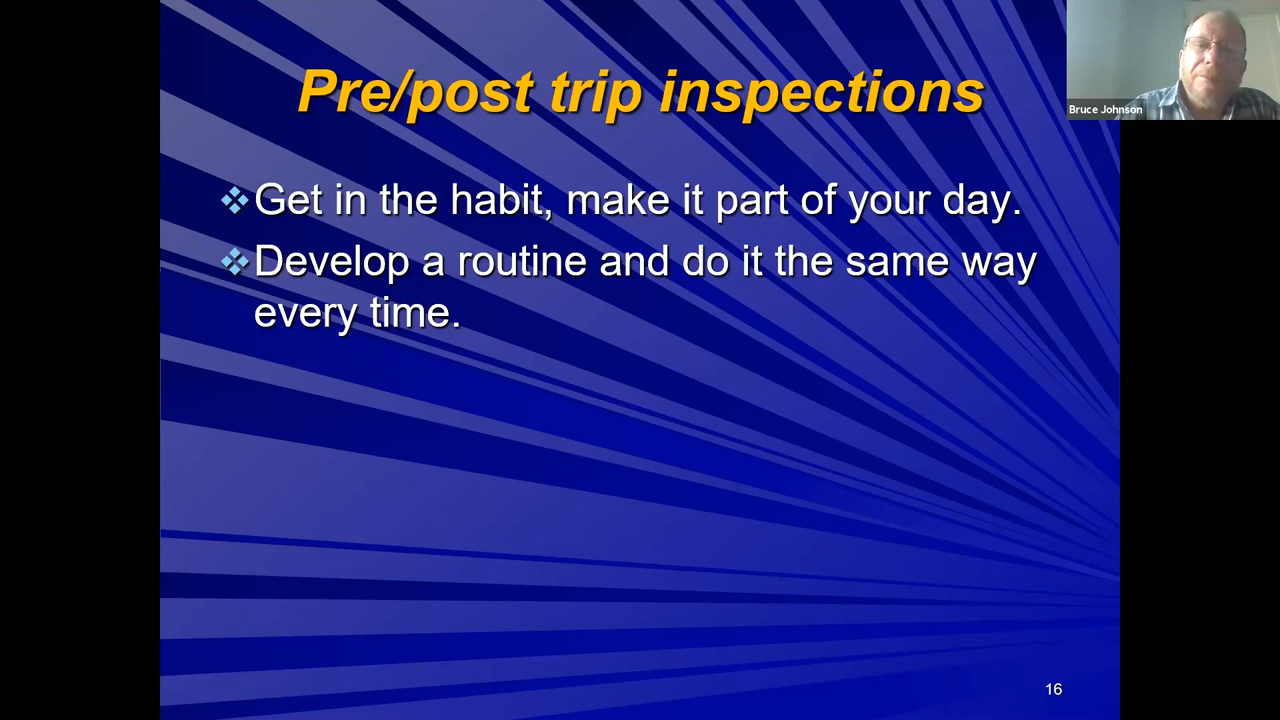 Pre/post trip inspections
Bruce Johnson
Get in the habit, make it part of your day.
Develop a routine and do it the same way
every time.
16